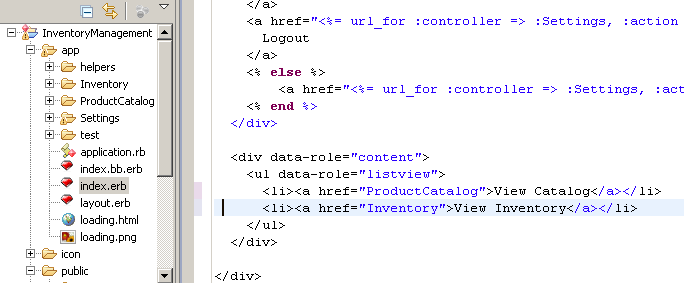 InventoryManagement
app
helpers
Inventory
ProductCatalog
Settings
test
application.rb
index.bb.erb
index.erb
layout.erb
loading.html
loading.png
icon
public
</a>
<a href="<%= url_for :controller => :Settings, :action
Logout
</a>
<% else %>
<a href="<%= url_for :controller => :Settings, :act
<% end %>
</div>
<div data-role="content">
<ul data-role="listview">
<li><a href="ProductCatalog">View Catalog</a></li>
<li><a href="Inventory">View Inventory</a></li>
</ul>
</div>
</div>